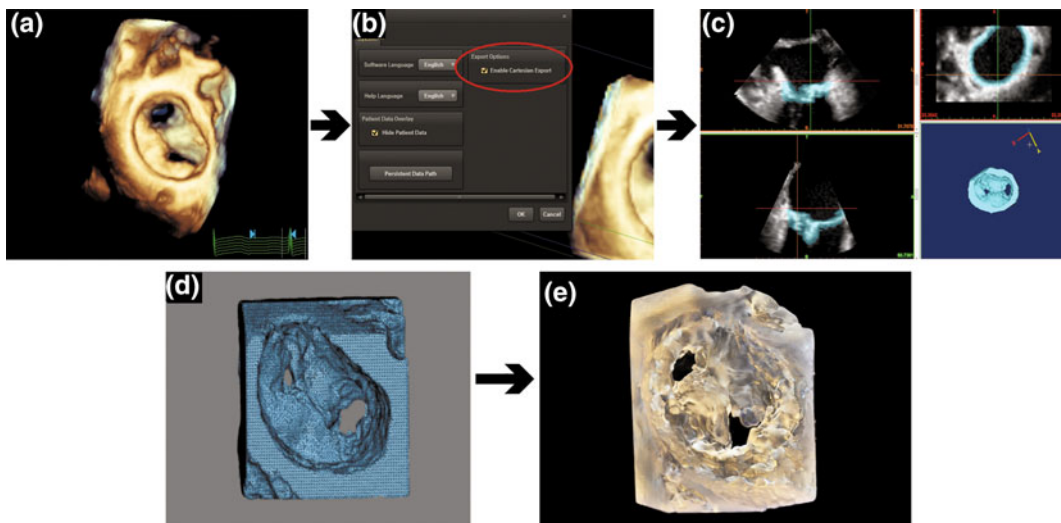 (a)
(b)
Software Language English
Help Language English
Patient Data Overlay
Hide Patient Data
Persistent Data Path
Export Options
Enable Cartesian Export
OK Cancel
(c)
(d)
(e)